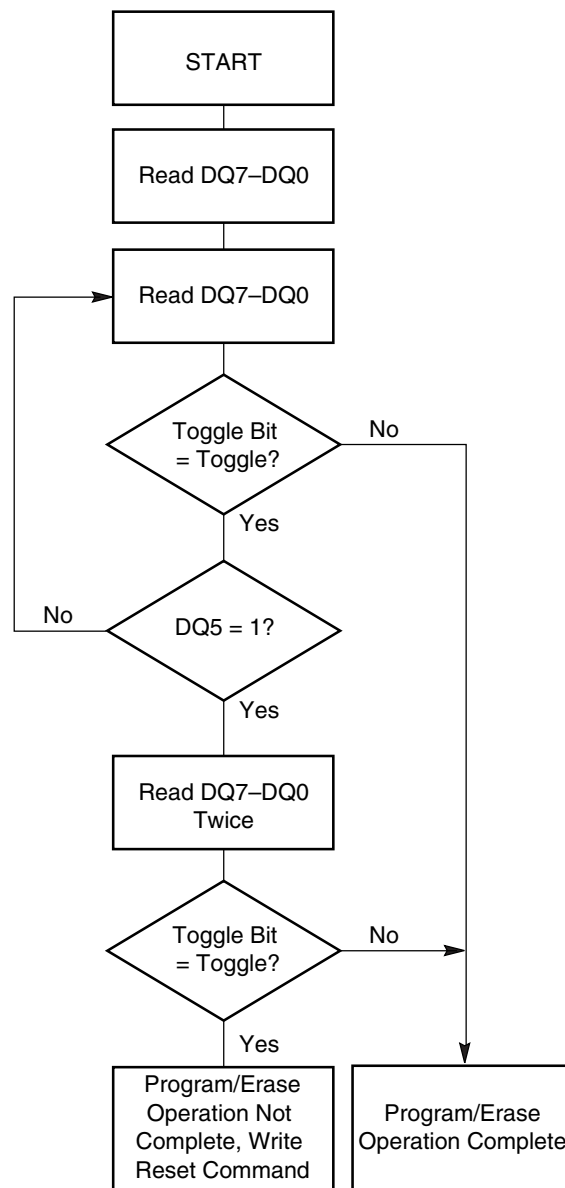 START
Read DQ7–DQ0
Read DQ7–DQ0
Toggle Bit
= Toggle?
No
Yes
No
DQ5 = 1?
Yes
Read DQ7–DQ0
Twice
Toggle Bit
= Toggle?
No
Yes
Program/Erase
Operation Not
Complete, Write
Reset Command
Program/Erase
Operation Complete